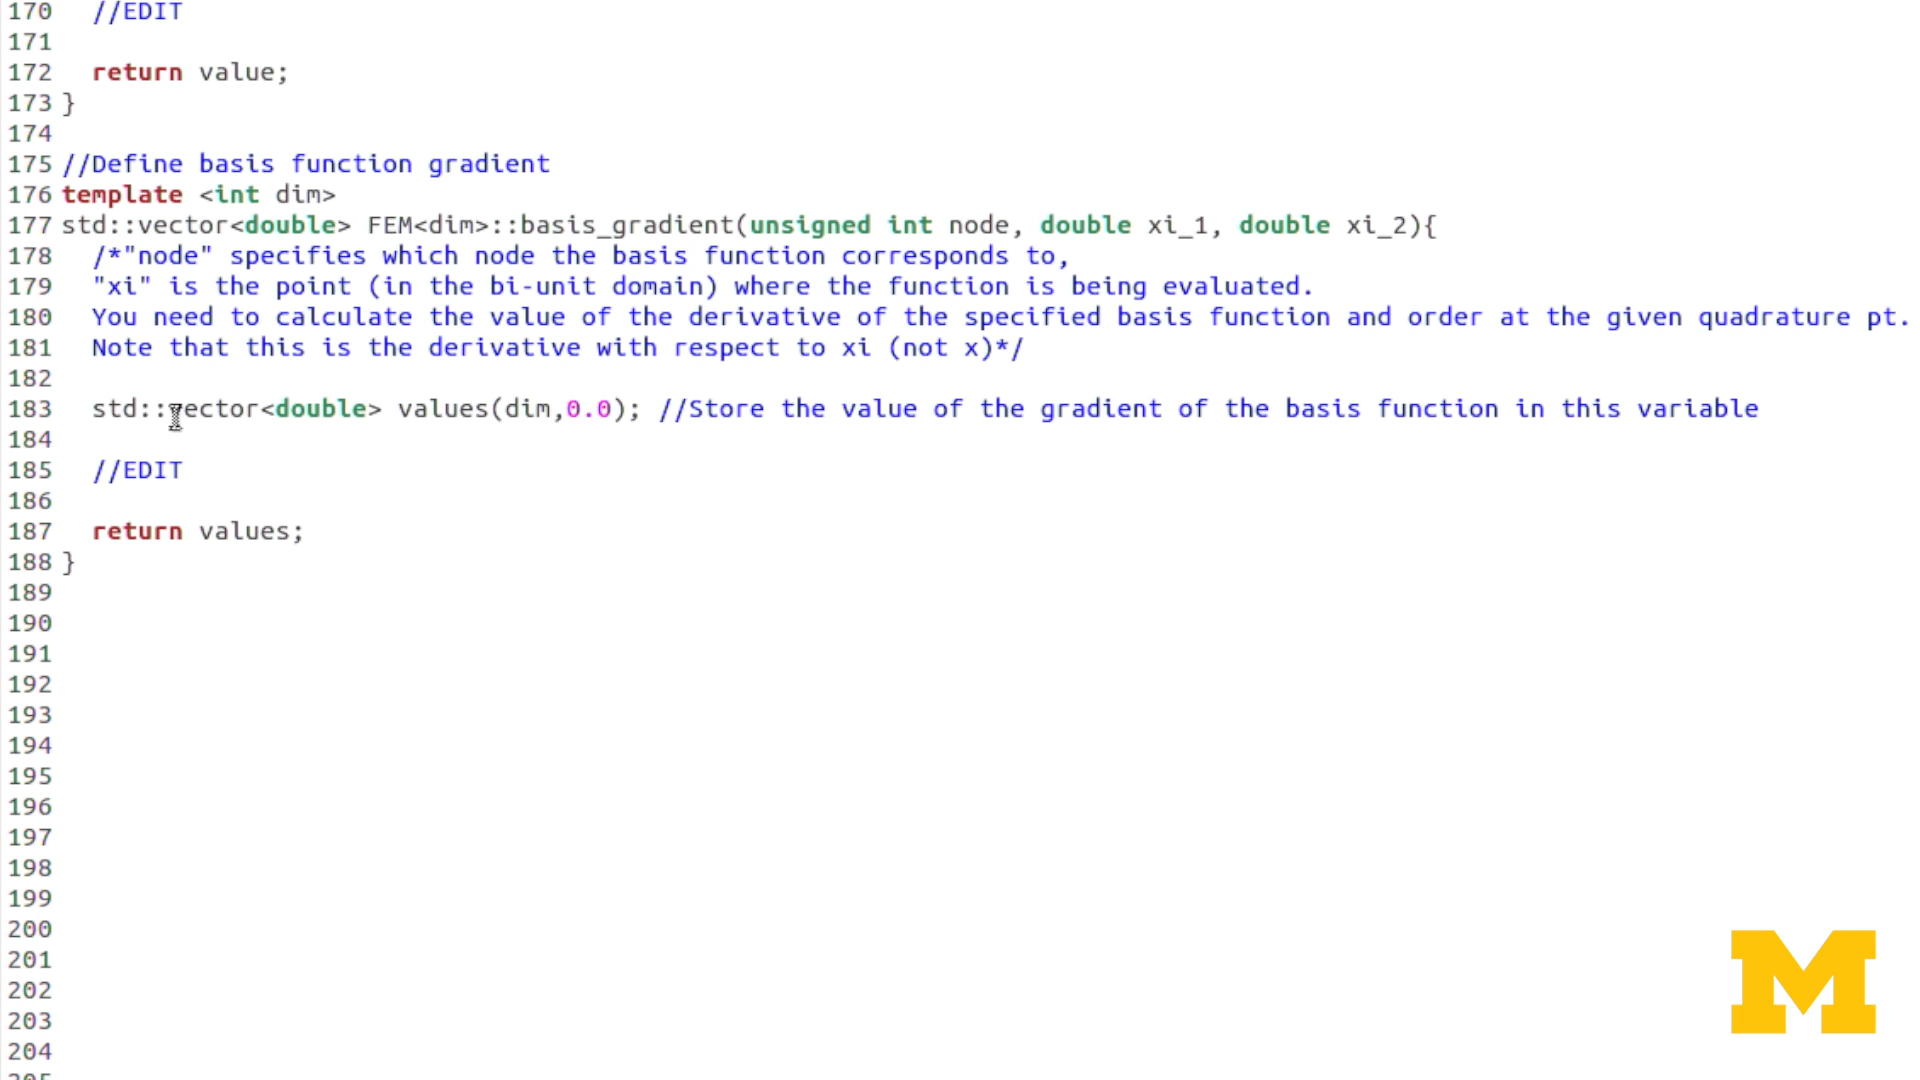 170 //EDIT
171
172 return value;
173 }
174
175 //Define basis function gradient
176 template <int dim>
177 std::vector<double> FEM<dim>::basis_gradient(unsigned int node, double xi_1, double xi_2){
178 /*"node" specifies which node the basis function corresponds to,
179 "xi" is the point (in the bi-unit domain) where the function is being evaluated.
180 You need to calculate the value of the derivative of the specified basis function and order at the given quadrature pt.
181 Note that this is the derivative with respect to xi (not x)*/
182
183 std::vector<double> values(dim,0.0); //Store the value of the gradient of the basis function in this variable
184
185 //EDIT
186
187 return values;
188 }
189
190
191
192
193
194
195
196
197
198
199
200
201
202
203
204
205
M